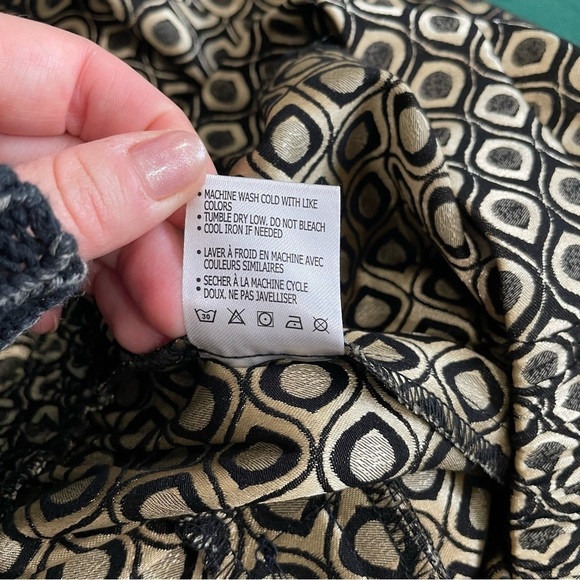 • MACHINE WASH COLD WITH LIKE
COLORS
• TUMBLE DRY LOW. DO NOT BLEACH
• COOL IRON IF NEEDED
• LAVER À FROID EN MACHINE AVEC
COULEURS SIMILAIRES
• SECHER À LA MACHINE CYCLE
DOUX. NE PAS JAVELLISER
30